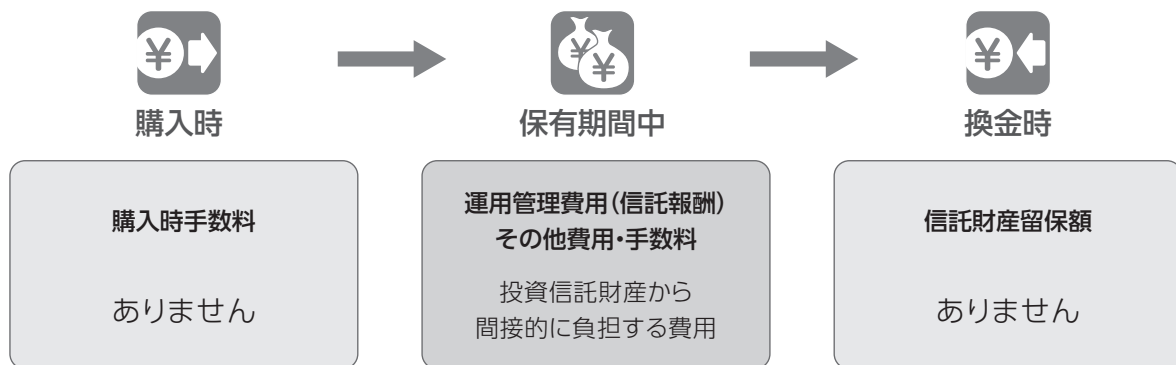 ¥
¥
¥
¥
購入時
保有期間中
換金時
購入時手数料
ありません
運用管理費用(信託報酬)
その他費用・手数料
投資信託財産から
間接的に負担する費用
信託財産留保額
ありません